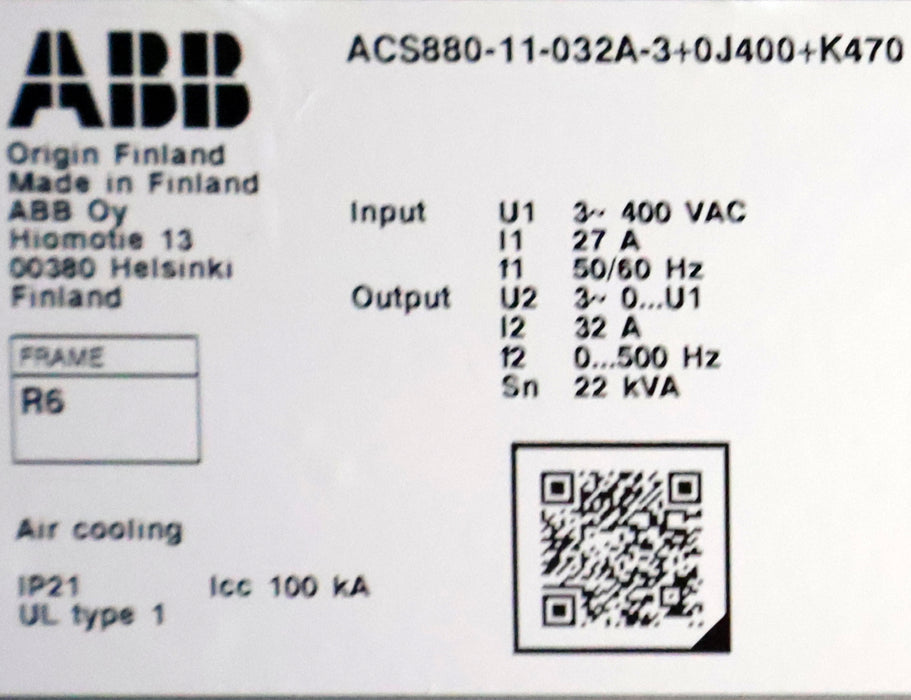 ABB
ACS880-11-032A-3+0J400+K470
Origin Finland
Made in Finland
ABB Oy
Hiomotie 13
00380 Helsinki
Finland
Input U1 3~ 400 VAC
I1 27 A
f1 50/60 Hz
Output U2 3~ 0...U1
I2 32 A
f2 0...500 Hz
Sn 22 kVA
FRAME
R6
Air cooling
IP21 Icc 100 kA
UL type 1